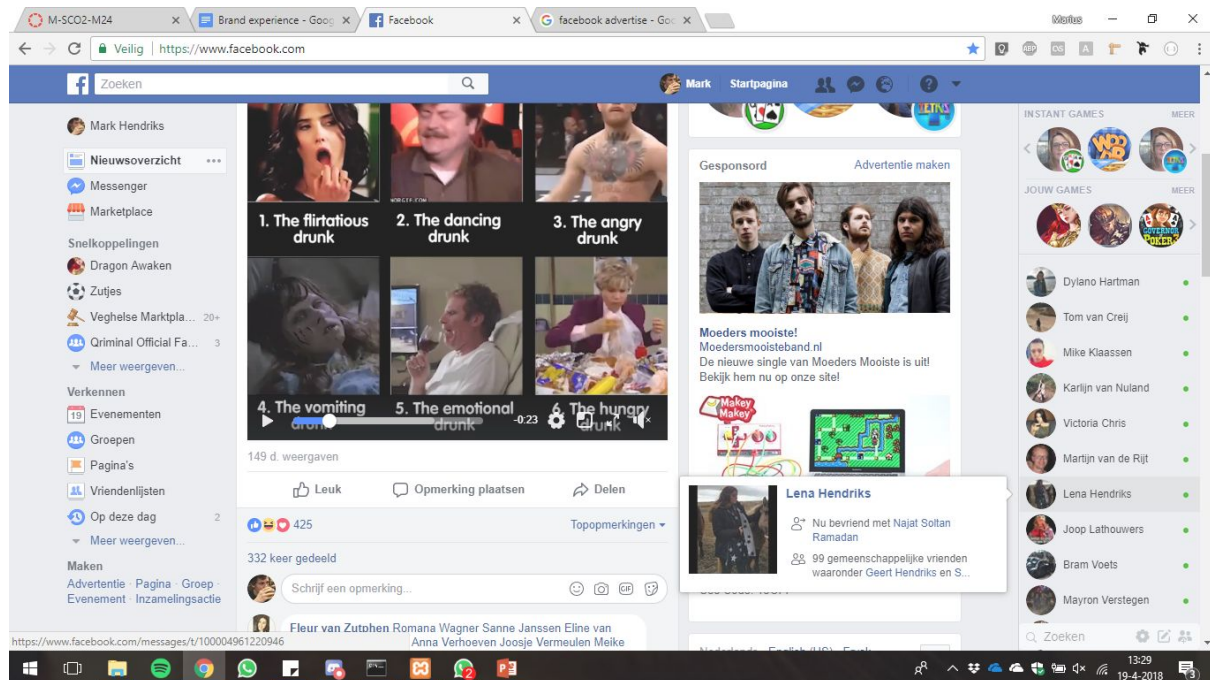 M-SCO2-M24
Brand experience - Goog
Facebook
facebook advertise - Goo
Marius
Veilig
https://www.facebook.com
Zoeken
Mark
Startpagina
Mark Hendriks
Nieuwsoverzicht
Messenger
Marketplace
Snelkoppelingen
Dragon Awaken
Zutjes
Veghelse Marktpla... 20+
Qriminal Official Fa... 3
Meer weergeven...
Verkennen
19 Evenementen
Groepen
Pagina's
Vriendenlijsten
Op deze dag 2
Meer weergeven...
Maken
Advertentie · Pagina · Groep ·
Evenement · Inzamelingsactie
1. The flirtatious
drunk
2. The dancing
drunk
3. The angry
drunk
4. The vomiting
drunk
5. The emotional
drunk
6. The hungry
drunk
-0:23
149 d. weergaven
Leuk
Opmerking plaatsen
Delen
425
Topopmerkingen
332 keer gedeeld
Schrijf een opmerking...
GIF
Fleur van Zutphen Romana Wagner Sanne Janssen Eline van
Anna Verhoeven Joosje Vermeulen Meike
TETRIS
Gesponsord
Advertentie maken
Moeders mooiste!
Moedersmooisteband.nl
De nieuwe single van Moeders Mooiste is uit!
Bekijk hem nu op onze site!
Makey
Makey
Lena Hendriks
Nu bevriend met Najat Soltan
Ramadan
99 gemeenschappelijke vrienden
waaronder Geert Hendriks en S...
INSTANT GAMES
MEER
JOUW GAMES
MEER
GOVERNOR
OF
POKER
Dylano Hartman
Tom van Creij
Mike Klaassen
Karlijn van Nuland
Victoria Chris
Martijn van de Rijt
Lena Hendriks
Joop Lathouwers
Bram Voets
Mayron Verstegen
Zoeken
https://www.facebook.com/messages/t/100004961220946
13:29
19-4-2018